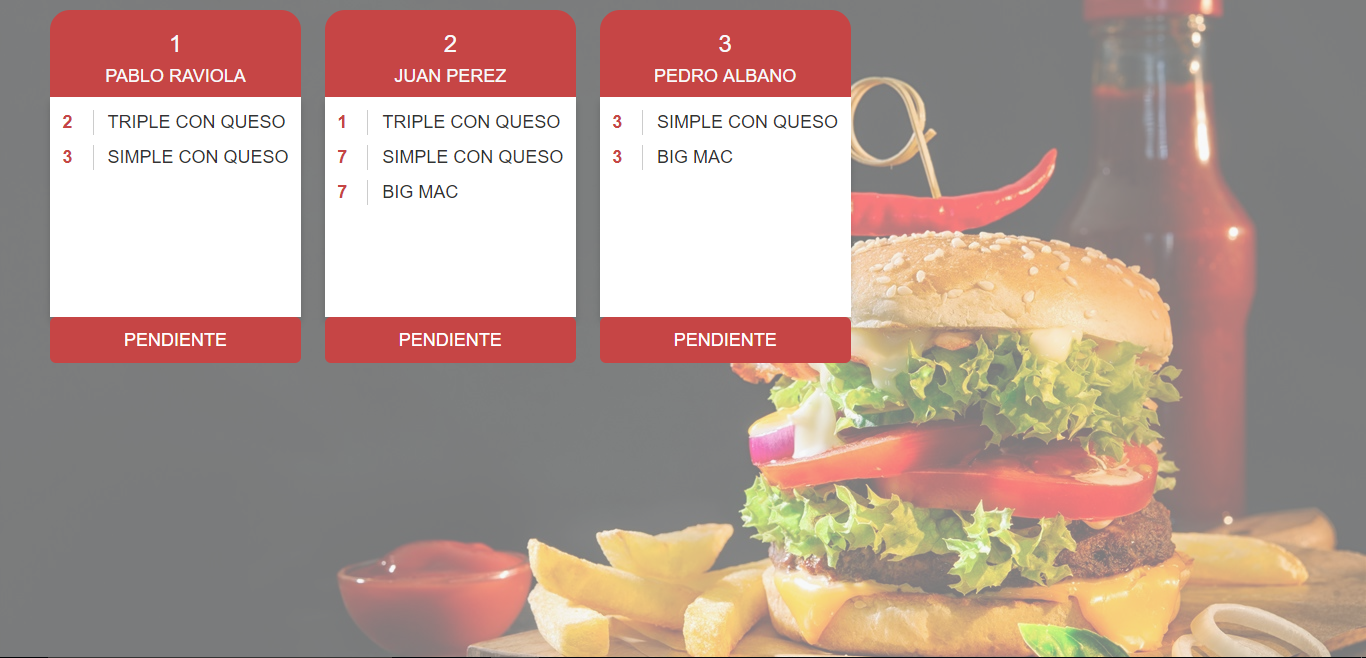 1
PABLO RAVIOLA
2 TRIPLE CON QUESO
3 SIMPLE CON QUESO
PENDIENTE
2
JUAN PEREZ
1 TRIPLE CON QUESO
7 SIMPLE CON QUESO
7 BIG MAC
PENDIENTE
3
PEDRO ALBANO
3 SIMPLE CON QUESO
3 BIG MAC
PENDIENTE